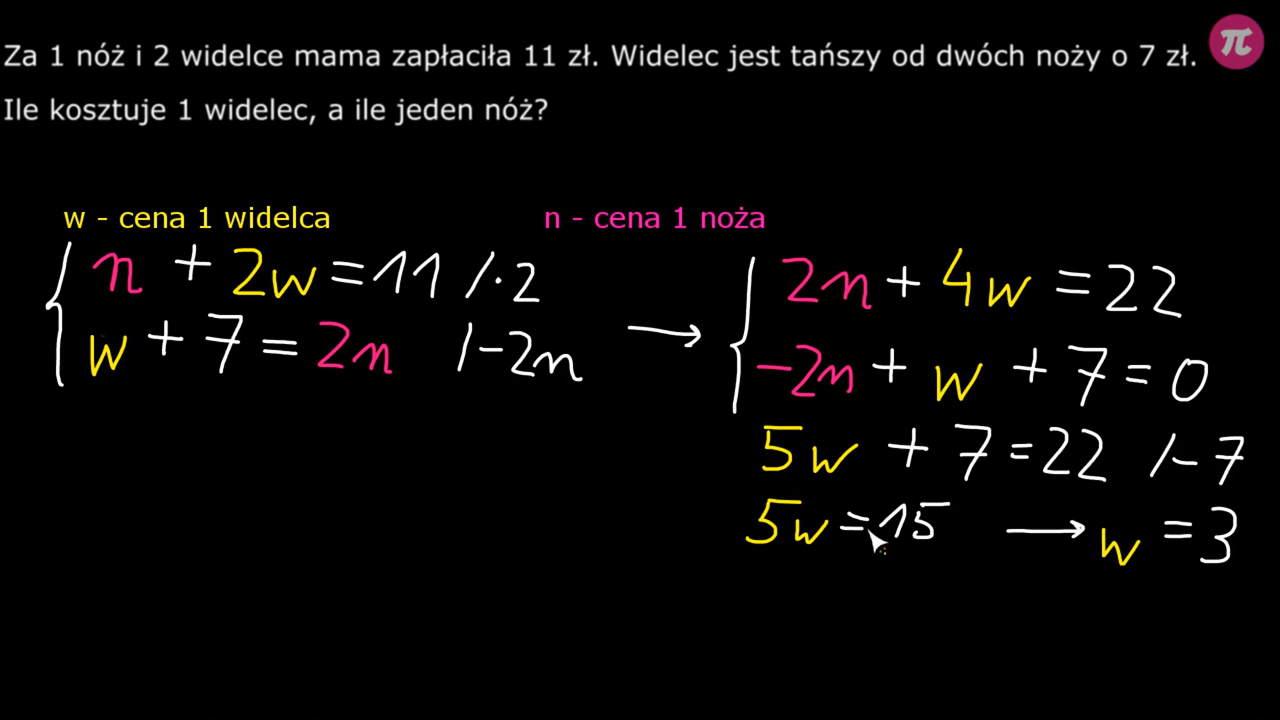 Za 1 nóż i 2 widelce mama zapłaciła 11 zł. Widelec jest tańszy od dwóch noży o 7 zł.
π
Ile kosztuje 1 widelec, a ile jeden nóż?
w - cena 1 widelca
n - cena 1 noża
n + 2w = 11 /·2
w + 7 = 2n /-2n
→
2n + 4w = 22
-2n + w + 7 = 0
5w + 7 = 22 /-7
5w = 15 → w = 3